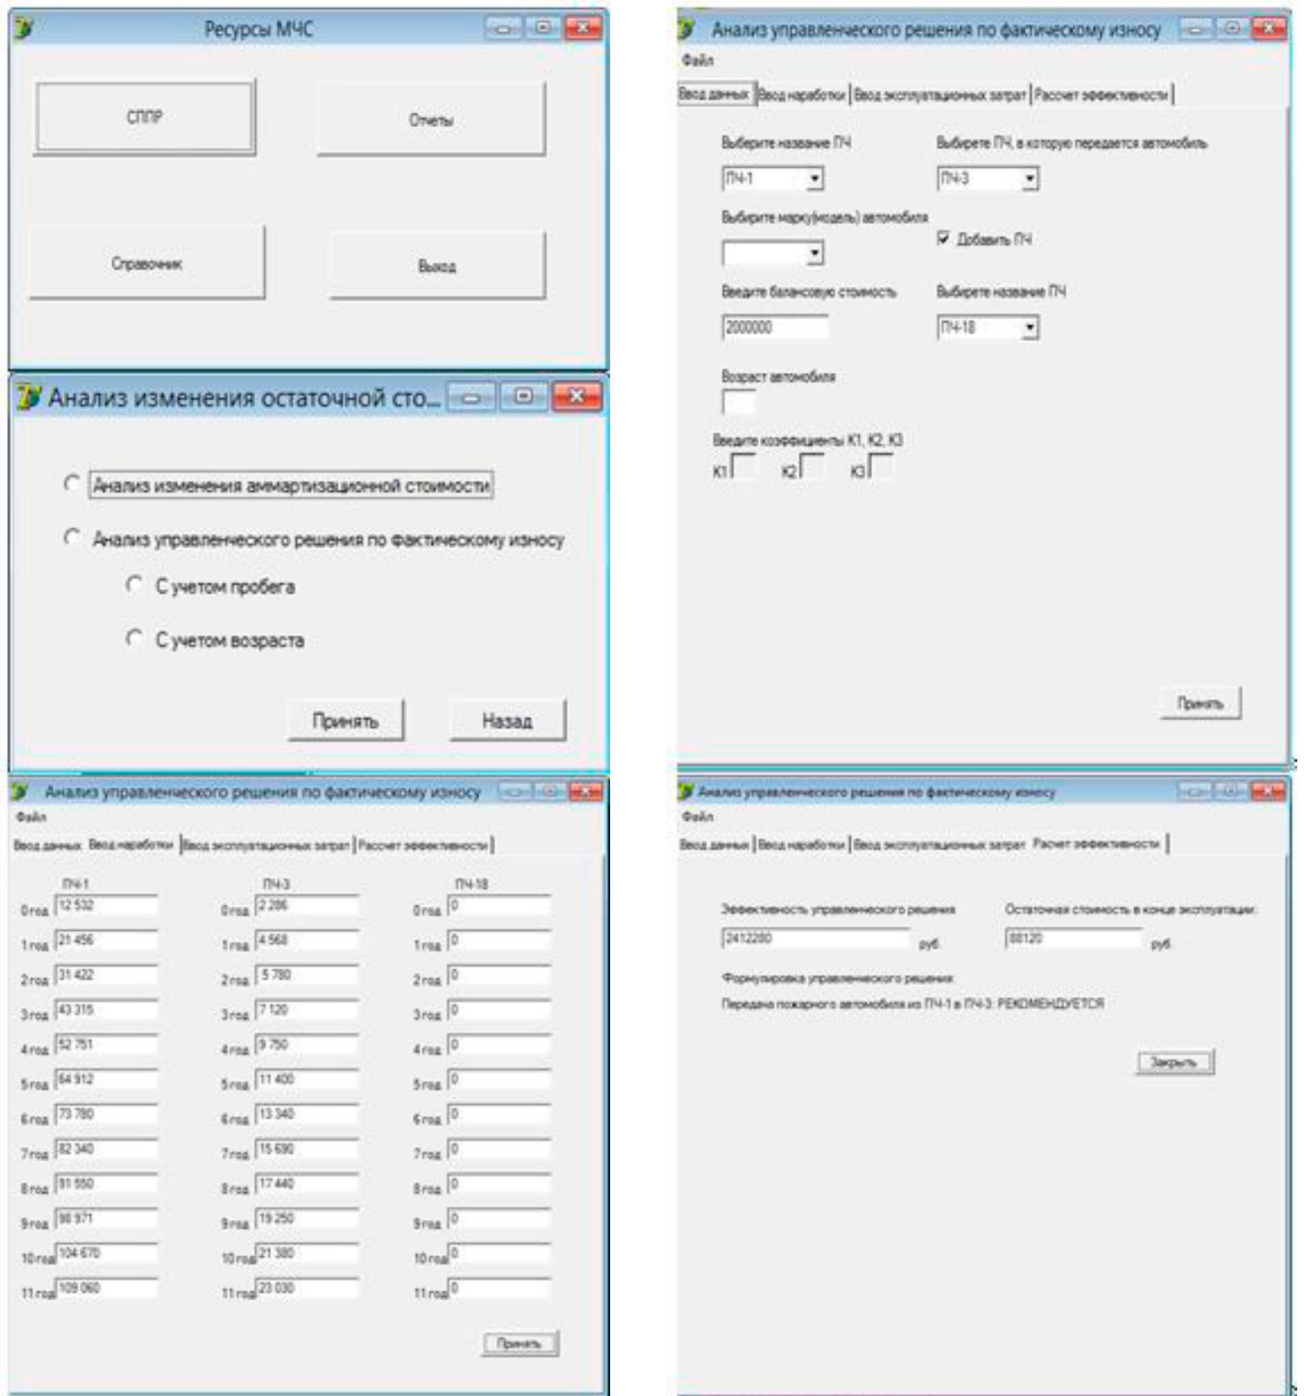 Ресурсы МЧС
СППР
Отчеты
Справочник
Выход
Анализ изменения остаточной сто...
Анализ изменения аммартизационной стоимости
Анализ управленческого решения по фактическому износу
С учетом пробега
С учетом возраста
Принять Назад
Анализ управленческого решения по фактическому износу
Файл
Ввод данных Ввод наработки Ввод эксплуатационных затрат Рассчет эффективности
Выберите название ПЧ Выбирете ПЧ, в которую передается автомобиль
ПЧ-1 ПЧ-3
Выбирите марку(модель) автомобиля
Добавить ПЧ
Введите балансовую стоимость Выбирете название ПЧ
2000000 ПЧ-18
Возраст автомобиля
Введите коэффициенты К1, К2, К3
К1 К2 К3
Принять
Анализ управленческого решения по фактическому износу
Файл
Ввод данных Ввод наработки Ввод эксплуатационных затрат Рассчет эффективности
ПЧ-1 ПЧ-3 ПЧ-18
0 год 12 532 0 год 2 286 0 год 0
1 год 21 456 1 год 4 568 1 год 0
2 год 31 422 2 год 5 780 2 год 0
3 год 43 315 3 год 7 120 3 год 0
4 год 52 751 4 год 9 750 4 год 0
5 год 64 912 5 год 11 400 5 год 0
6 год 73 780 6 год 13 340 6 год 0
7 год 82 340 7 год 15 690 7 год 0
8 год 91 550 8 год 17 440 8 год 0
9 год 98 971 9 год 19 250 9 год 0
10 год 104 670 10 год 21 380 10 год 0
11 год 109 060 11 год 23 030 11 год 0
Принять
Анализ управленческого решения по фактическому износу
Файл
Ввод данных Ввод наработки Ввод эксплуатационных затрат Расчет эффективности
Эффективность управленческого решения Остаточная стоимость в конце эксплуатации:
2412280 руб. 88120 руб.
Формулировка управленческого решения:
Передача пожарного автомобиля из ПЧ-1 в ПЧ-3: РЕКОМЕНДУЕТСЯ
Закрыть